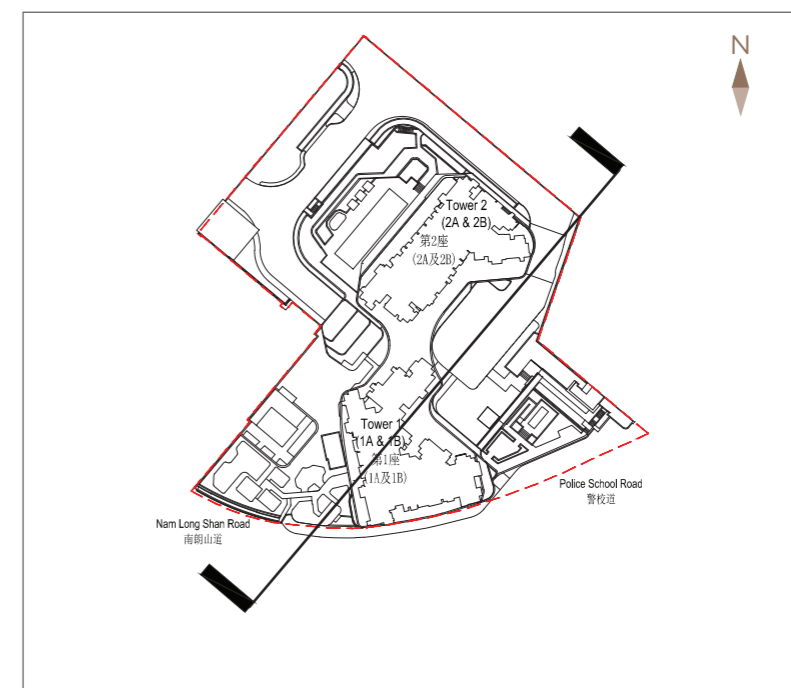 N
Tower 2
(2A & 2B)
第2座
(2A及2B)
Tower 1
(1A & 1B)
第1座
(1A及1B)
Police School Road
警校道
Nam Long Shan Road
南朗山道